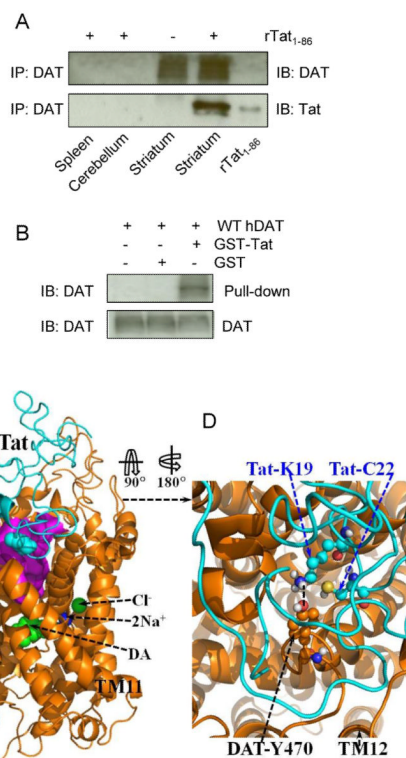 A
+ + - + rTat1-86
IP: DAT IB: DAT
IP: DAT IB: Tat
Spleen Cerebellum Striatum Striatum rTat1-86
B
+ + + WT hDAT
- - + GST-Tat
- + - GST
IB: DAT Pull-down
IB: DAT DAT
Tat
90° 180°
Cl-
2Na+
DA
TM11
D
Tat-K19 Tat-C22
DAT-Y470 TM12